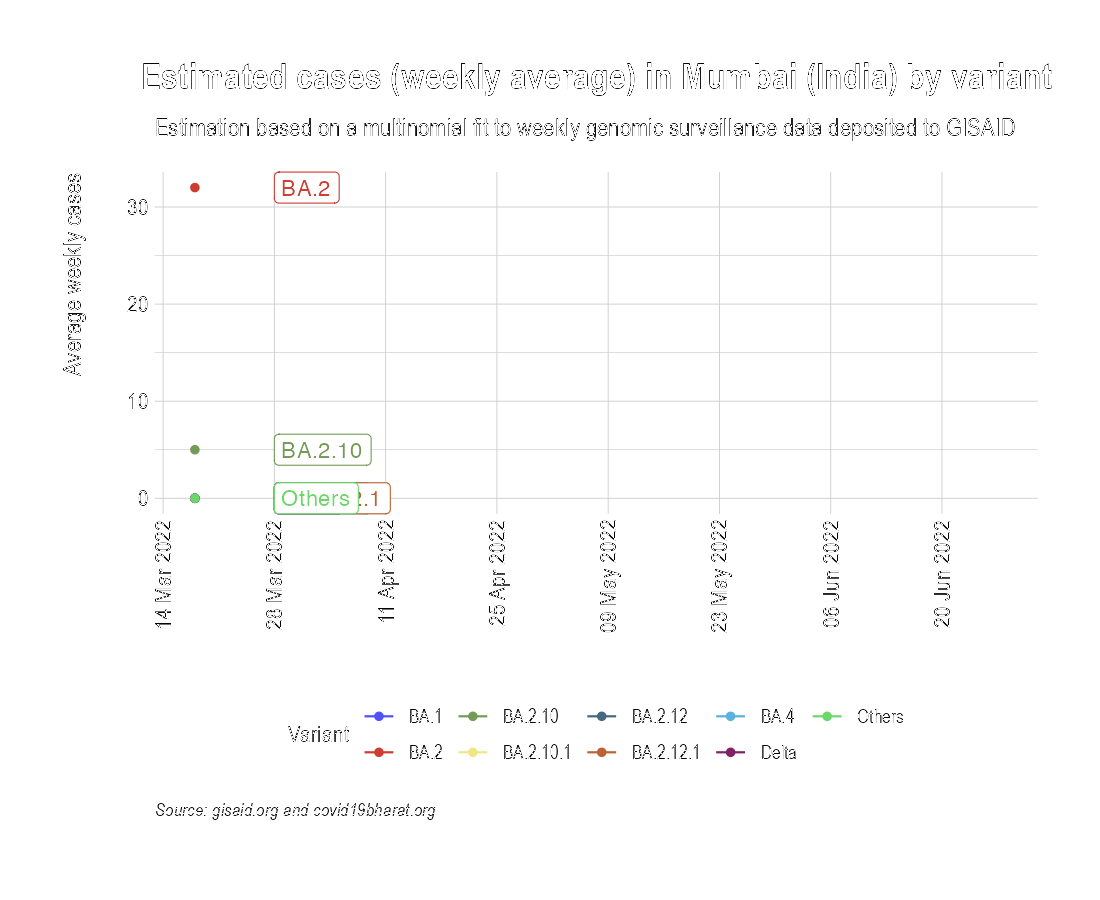 Estimated cases (weekly average) in Mumbai (India) by variant
Estimation based on a multinomial fit to weekly genomic surveillance data deposited to GISAID
Average weekly cases
30
20
10
0
BA.2
BA.2.10
Others
2.1
14 Mar 2022
28 Mar 2022
11 Apr 2022
25 Apr 2022
09 May 2022
23 May 2022
06 Jun 2022
20 Jun 2022
Variant
BA.1
BA.2.10
BA.2.12
BA.4
Others
BA.2
BA.2.10.1
BA.2.12.1
Delta
Source: gisaid.org and covid19bharat.org